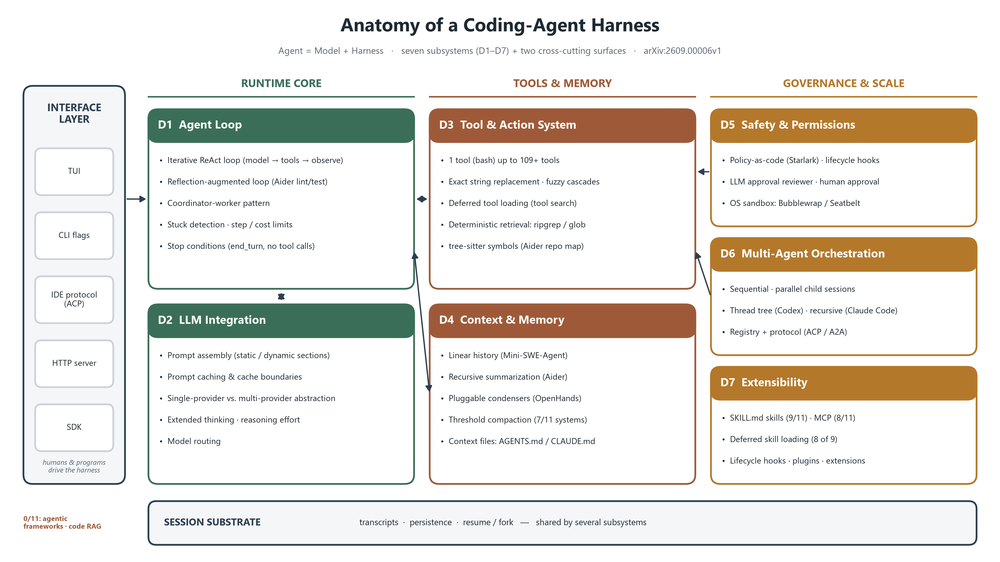 Anatomy of a Coding-Agent Harness
Agent = Model + Harness · seven subsystems (D1–D7) + two cross-cutting surfaces · arXiv:2609.00006v1
INTERFACE
LAYER
TUI
CLI flags
IDE protocol
(ACP)
HTTP server
SDK
humans & programs
drive the harness
RUNTIME CORE
D1 Agent Loop
• Iterative ReAct loop (model → tools → observe)
• Reflection-augmented loop (Aider lint/test)
• Coordinator-worker pattern
• Stuck detection · step / cost limits
• Stop conditions (end_turn, no tool calls)
D2 LLM Integration
• Prompt assembly (static / dynamic sections)
• Prompt caching & cache boundaries
• Single-provider vs. multi-provider abstraction
• Extended thinking · reasoning effort
• Model routing
TOOLS & MEMORY
D3 Tool & Action System
• 1 tool (bash) up to 109+ tools
• Exact string replacement · fuzzy cascades
• Deferred tool loading (tool search)
• Deterministic retrieval: ripgrep / glob
• tree-sitter symbols (Aider repo map)
D4 Context & Memory
• Linear history (Mini-SWE-Agent)
• Recursive summarization (Aider)
• Pluggable condensers (OpenHands)
• Threshold compaction (7/11 systems)
• Context files: AGENTS.md / CLAUDE.md
GOVERNANCE & SCALE
D5 Safety & Permissions
• Policy-as-code (Starlark) · lifecycle hooks
• LLM approval reviewer · human approval
• OS sandbox: Bubblewrap / Seatbelt
D6 Multi-Agent Orchestration
• Sequential · parallel child sessions
• Thread tree (Codex) · recursive (Claude Code)
• Registry + protocol (ACP / A2A)
D7 Extensibility
• SKILL.md skills (9/11) · MCP (8/11)
• Deferred skill loading (8 of 9)
• Lifecycle hooks · plugins · extensions
0/11: agentic
frameworks · code RAG
SESSION SUBSTRATE
transcripts · persistence · resume / fork — shared by several subsystems